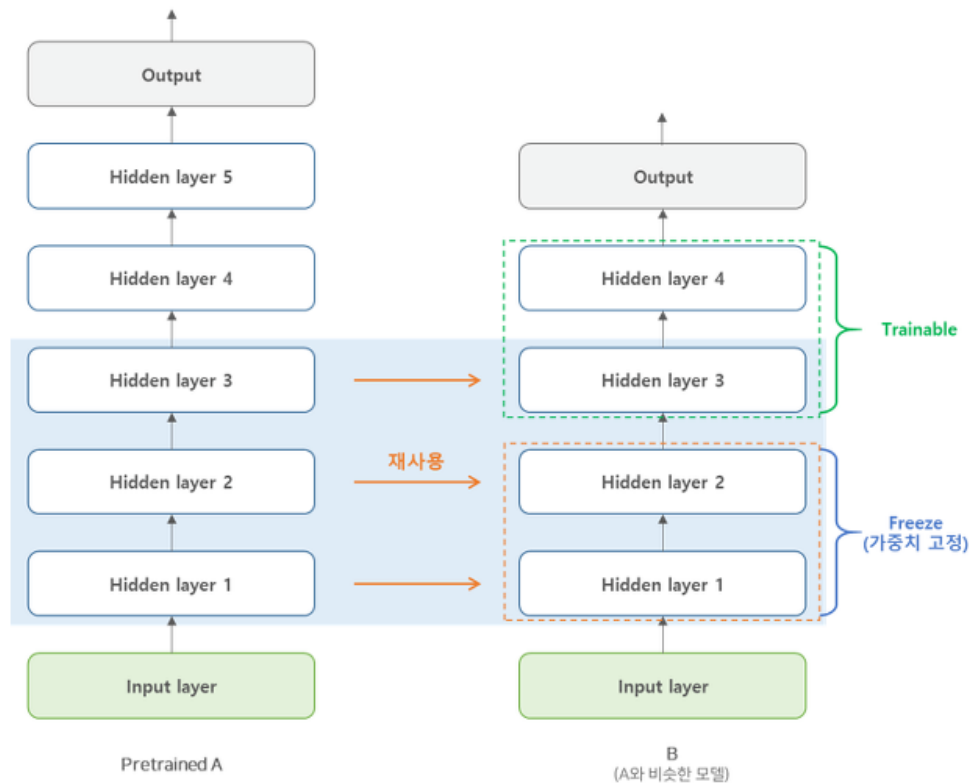 Output
Hidden layer 5
Hidden layer 4
Hidden layer 3
Hidden layer 2
Hidden layer 1
Input layer
Pretrained A
재사용
Output
Hidden layer 4
Hidden layer 3
Hidden layer 2
Hidden layer 1
Input layer
B
(A와 비슷한 모델)
Trainable
Freeze
(가중치 고정)